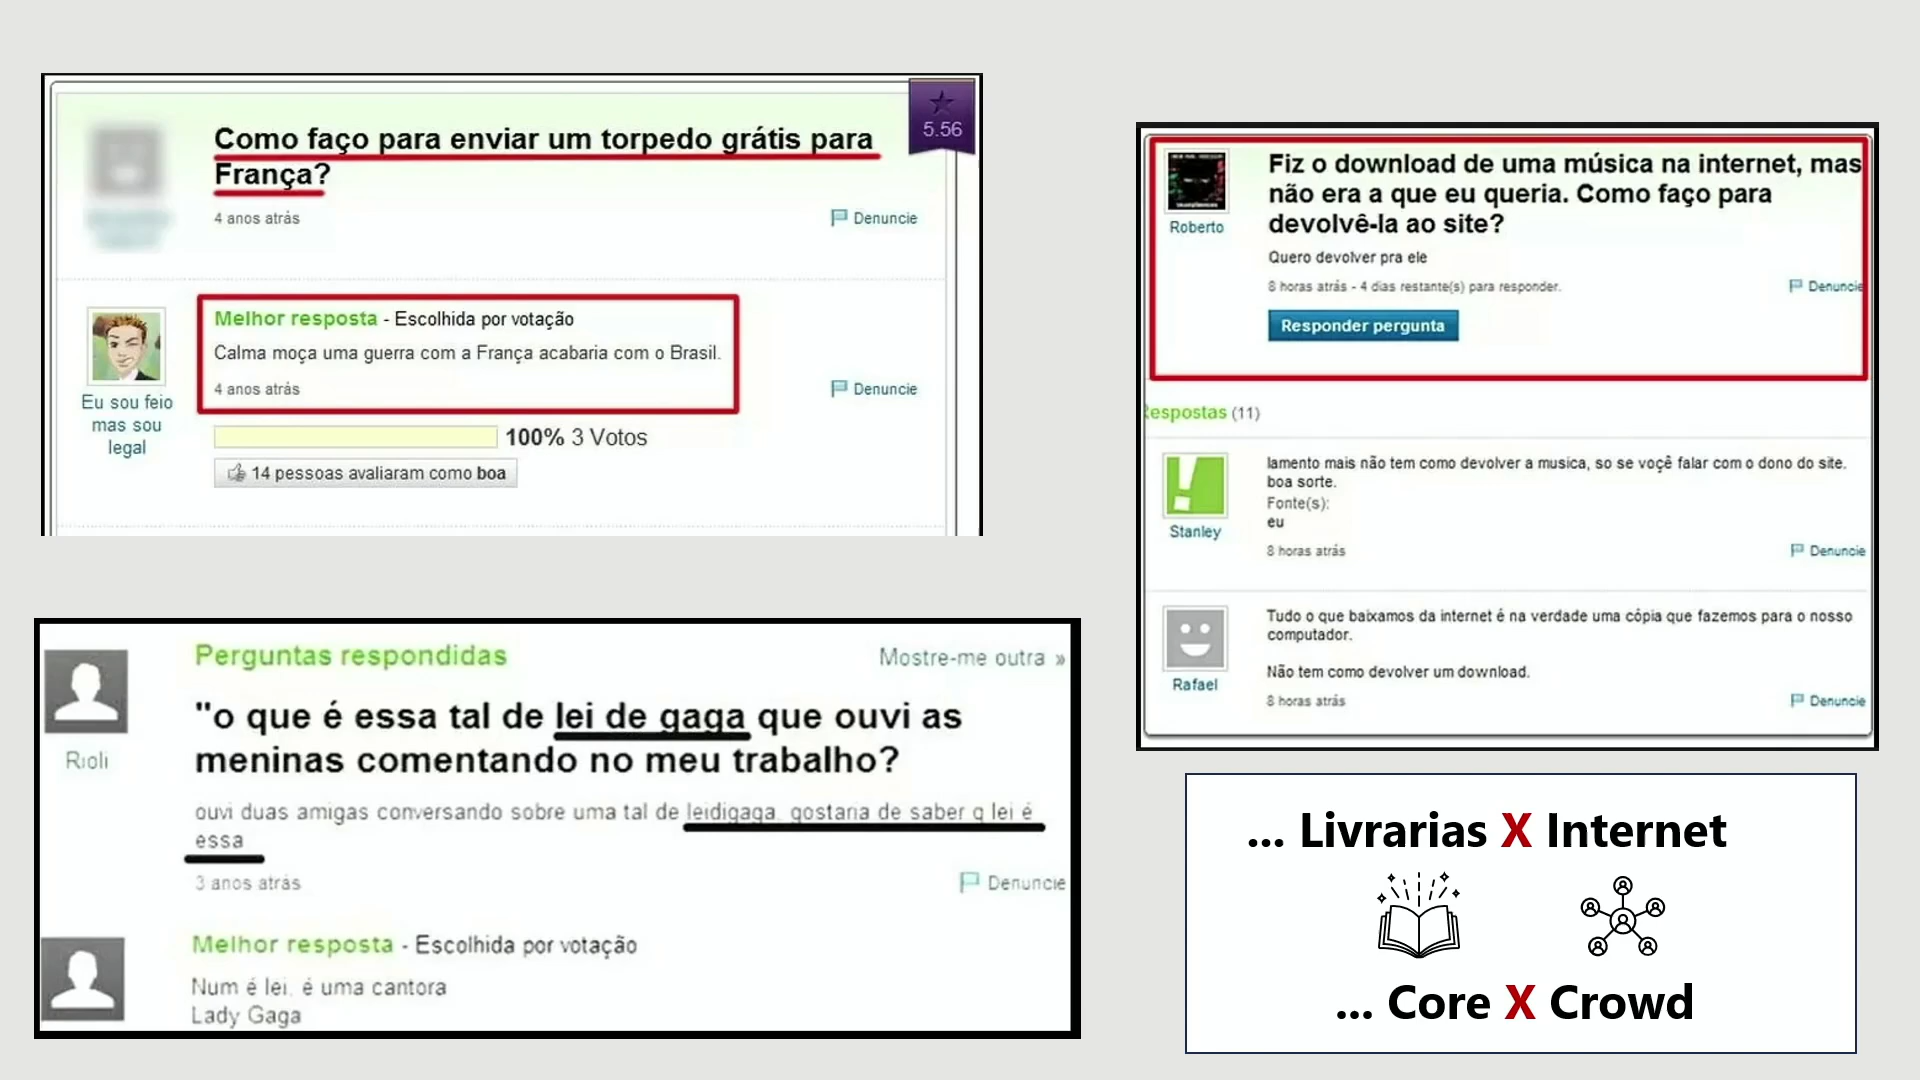 5.56
Como faço para enviar um torpedo grátis para
França?
4 anos atrás
Denuncie
Melhor resposta - Escolhida por votação
Calma moça uma guerra com a França acabaria com o Brasil.
4 anos atrás
Denuncie
Eu sou feio
mas sou
legal
100% 3 Votos
14 pessoas avaliaram como boa
Perguntas respondidas
Mostre-me outra »
"o que é essa tal de lei de gaga que ouvi as
meninas comentando no meu trabalho?
Rioli
ouvi duas amigas conversando sobre uma tal de leidigaga. gostaria de saber q lei é
essa
3 anos atrás
Denuncie
Melhor resposta - Escolhida por votação
Num é lei, é uma cantora
Lady Gaga
Fiz o download de uma música na internet, mas
não era a que eu queria. Como faço para
devolvê-la ao site?
Roberto
Quero devolver pra ele
8 horas atrás - 4 dias restante(s) para responder.
Denuncie
Responder pergunta
Respostas (11)
lamento mais não tem como devolver a musica, so se voçê falar com o dono do site.
boa sorte.
Fonte(s):
eu
Stanley
8 horas atrás
Denuncie
Tudo o que baixamos da internet é na verdade uma cópia que fazemos para o nosso
computador.
Não tem como devolver um download.
Rafael
8 horas atrás
Denuncie
... Livrarias X Internet
... Core X Crowd